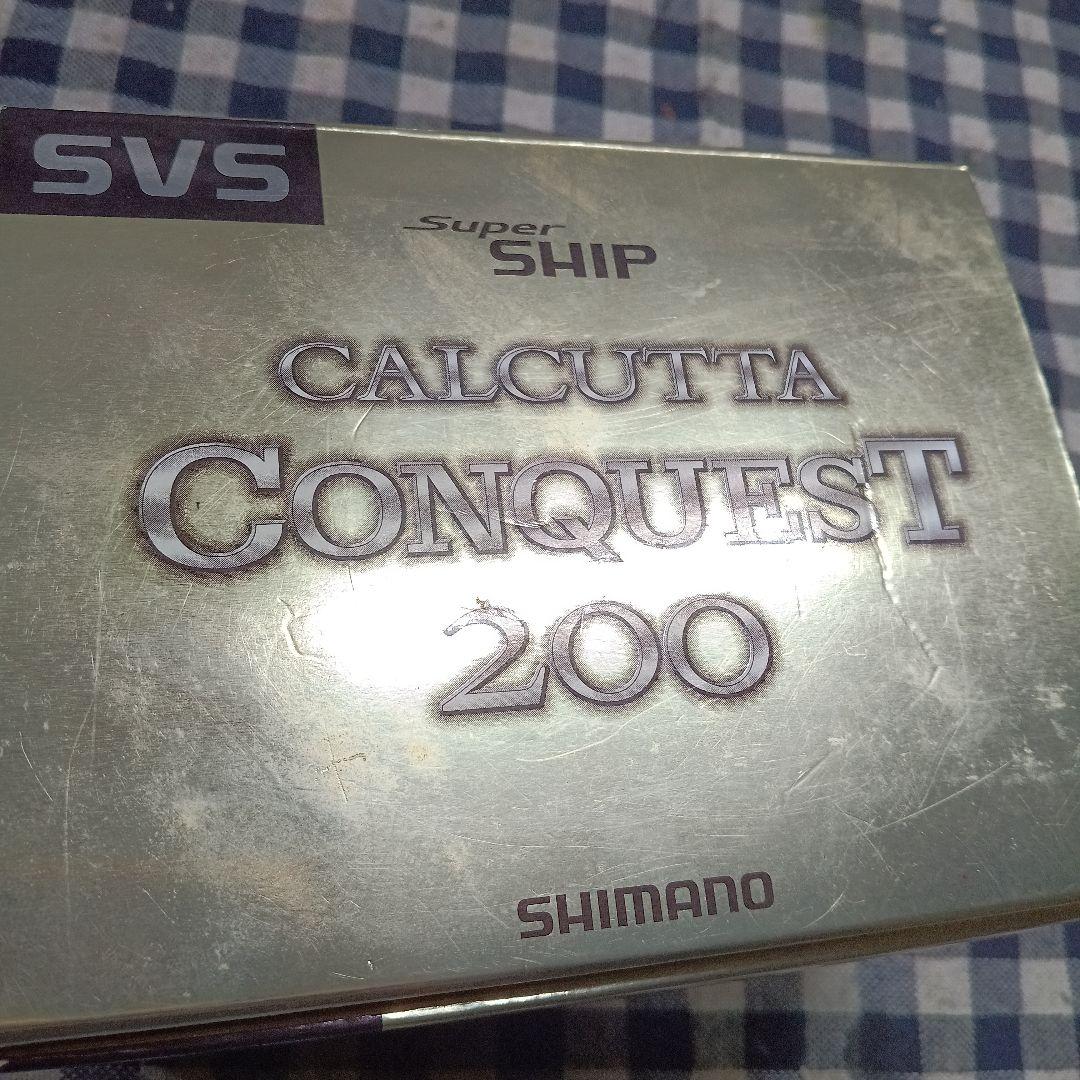 SVS
Super
SHIP
CALCUTTA
CONQUEST
200
SHIMANO